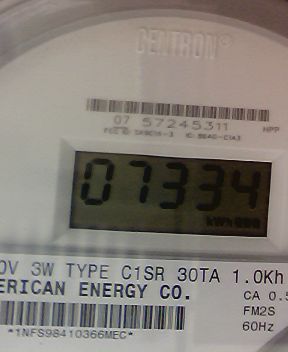 CENTRON®
07 57245311
HPP
07334
0V 3W TYPE C1SR 30TA 1.0Kh
ERICAN ENERGY CO.
CA 0.5
FM2S
60Hz
*1NFS98410366MEC*